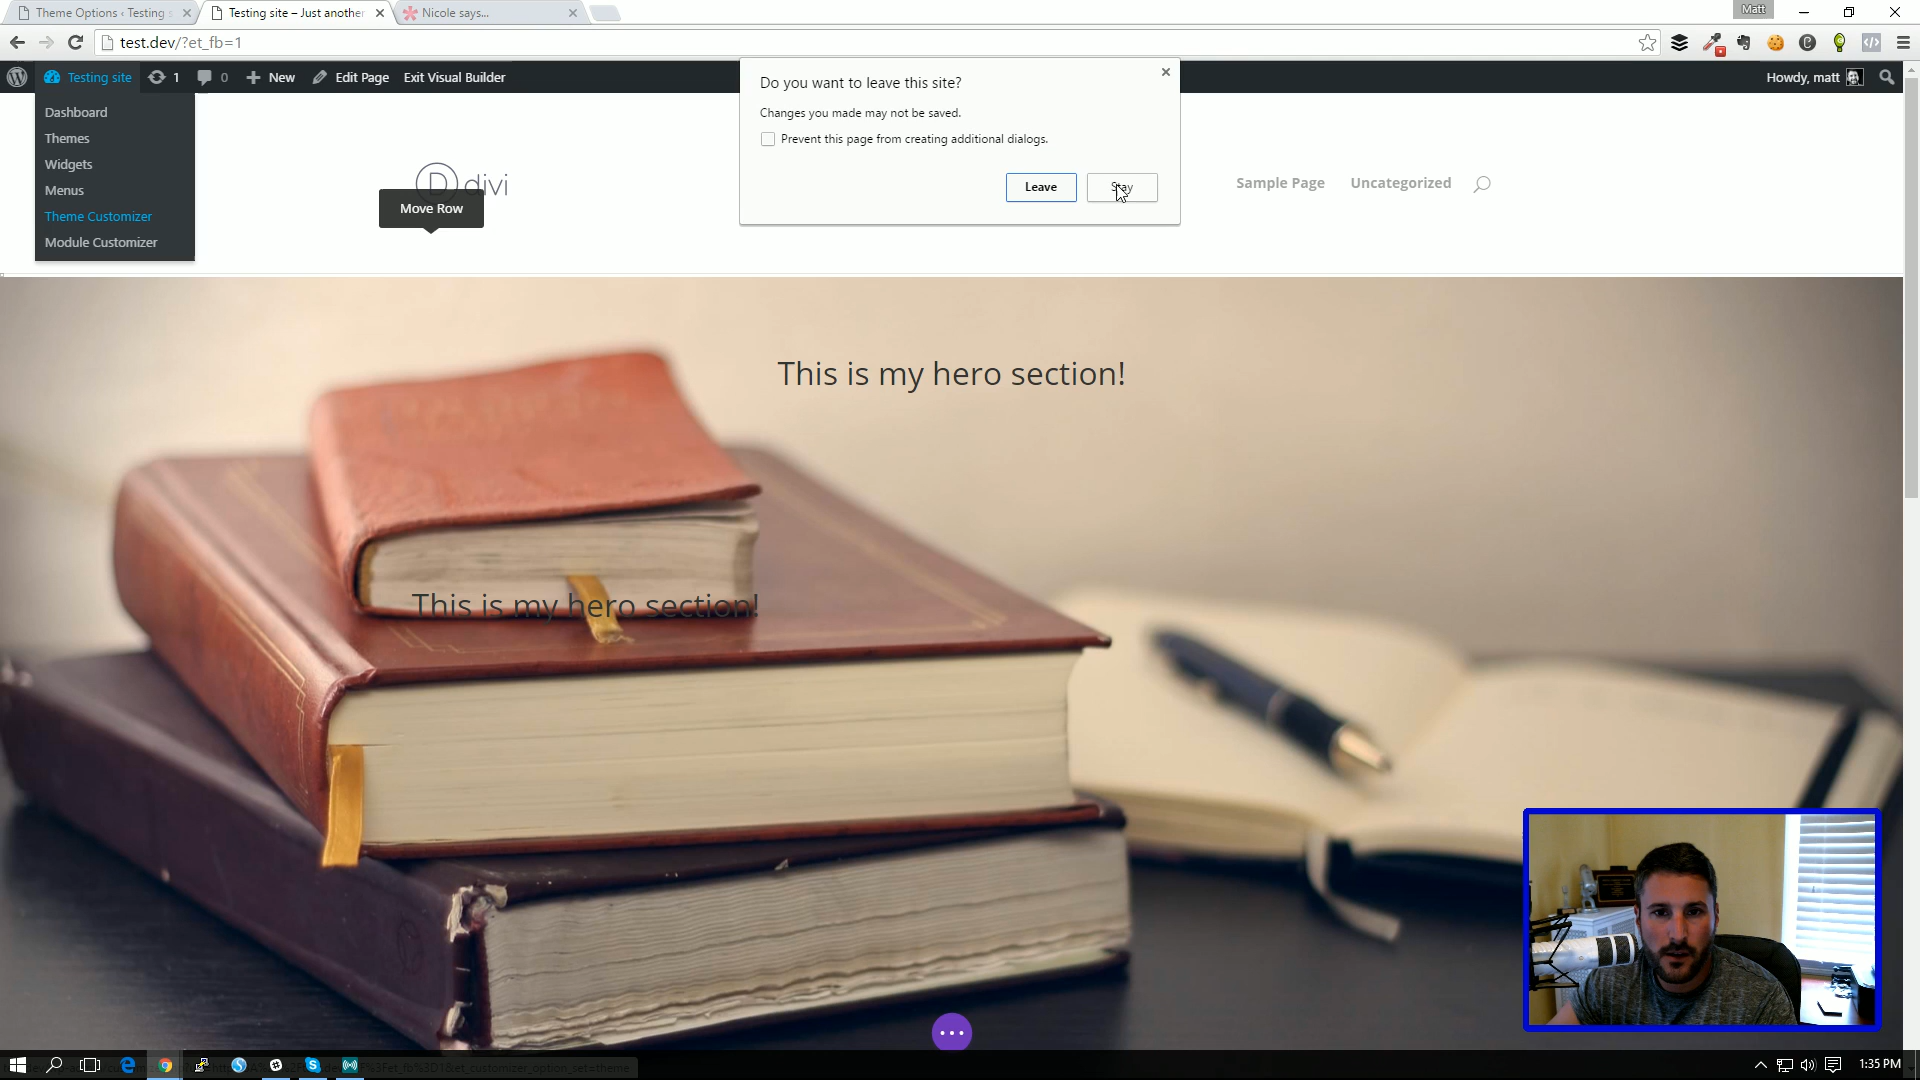 Theme Options ‹ Testing s
Testing site – Just another
Nicole says...
Matt
test.dev/?et_fb=1
Testing site
1
0
New
Edit Page
Exit Visual Builder
Howdy, matt
Do you want to leave this site?
Changes you made may not be saved.
Prevent this page from creating additional dialogs.
Leave
Stay
Dashboard
Themes
Widgets
Menus
Theme Customizer
Module Customizer
divi
Move Row
Sample Page
Uncategorized
This is my hero section!
This is my hero section!
1:35 PM